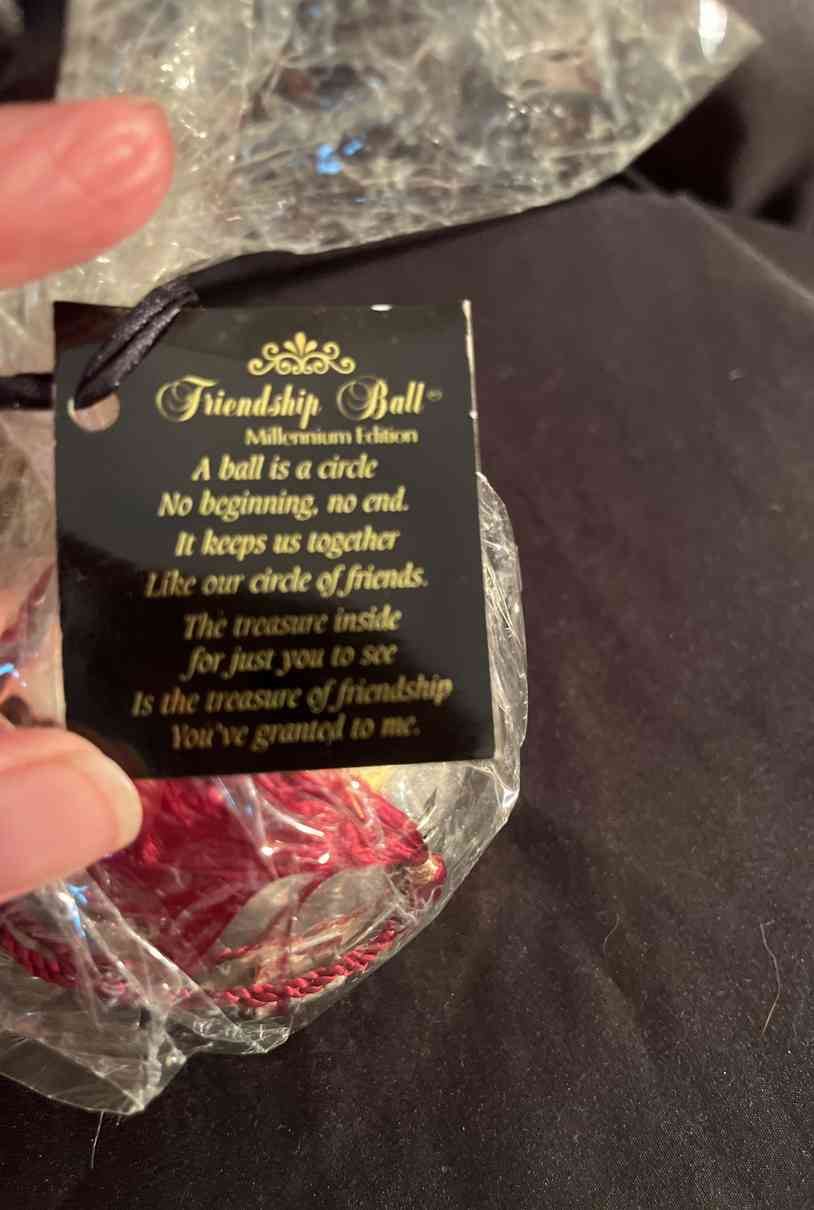 Friendship Ball
Millennium Edition
A ball is a circle
No beginning, no end.
It keeps us together
Like our circle of friends.
The treasure inside
for just you to see
Is the treasure of friendship
You've granted to me.